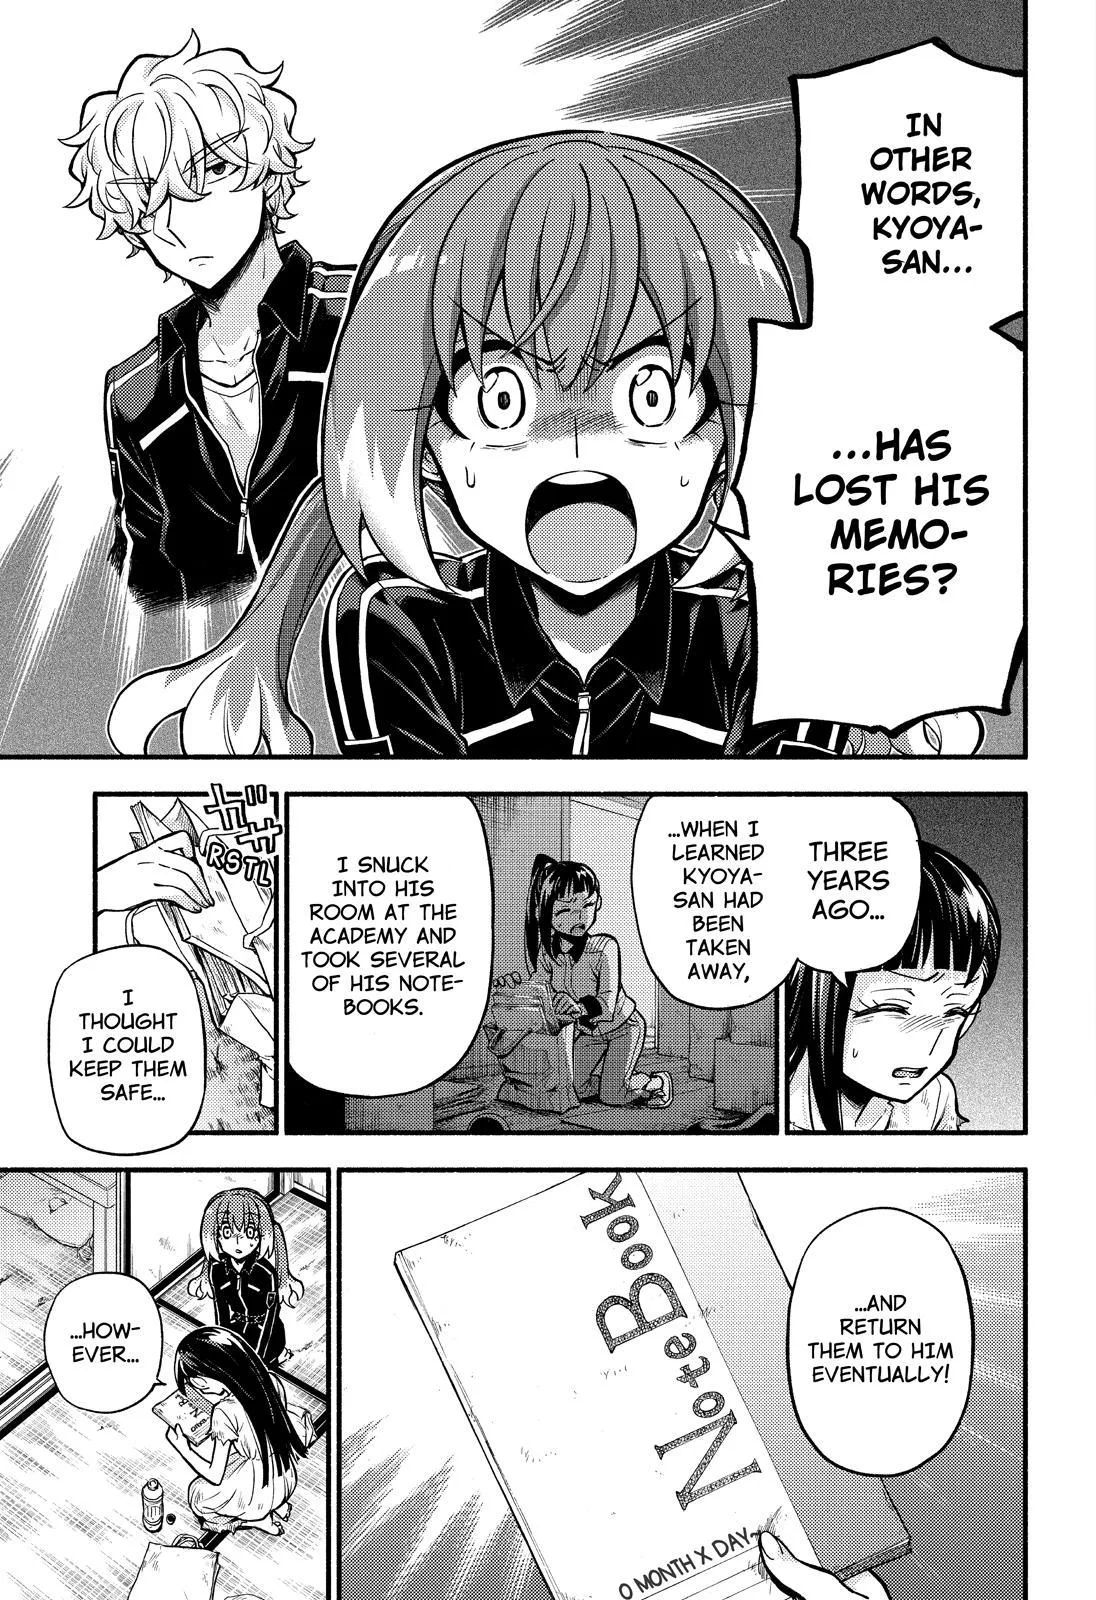 IN
OTHER
WORDS,
KYOYA-
SAN...
...HAS
LOST HIS
MEMO-
RIES?
THREE
YEARS
AGO...
...WHEN I
LEARNED
KYOYA-
SAN HAD
BEEN
TAKEN
AWAY,
I SNUCK
INTO HIS
ROOM AT THE
ACADEMY AND
TOOK SEVERAL
OF HIS NOTE-
BOOKS.
ガサ
RSTL
I
THOUGHT
I COULD
KEEP THEM
SAFE...
...AND
RETURN
THEM TO HIM
EVENTUALLY!
NoteBook
0 MONTH X DAY~
...HOW-
EVER...